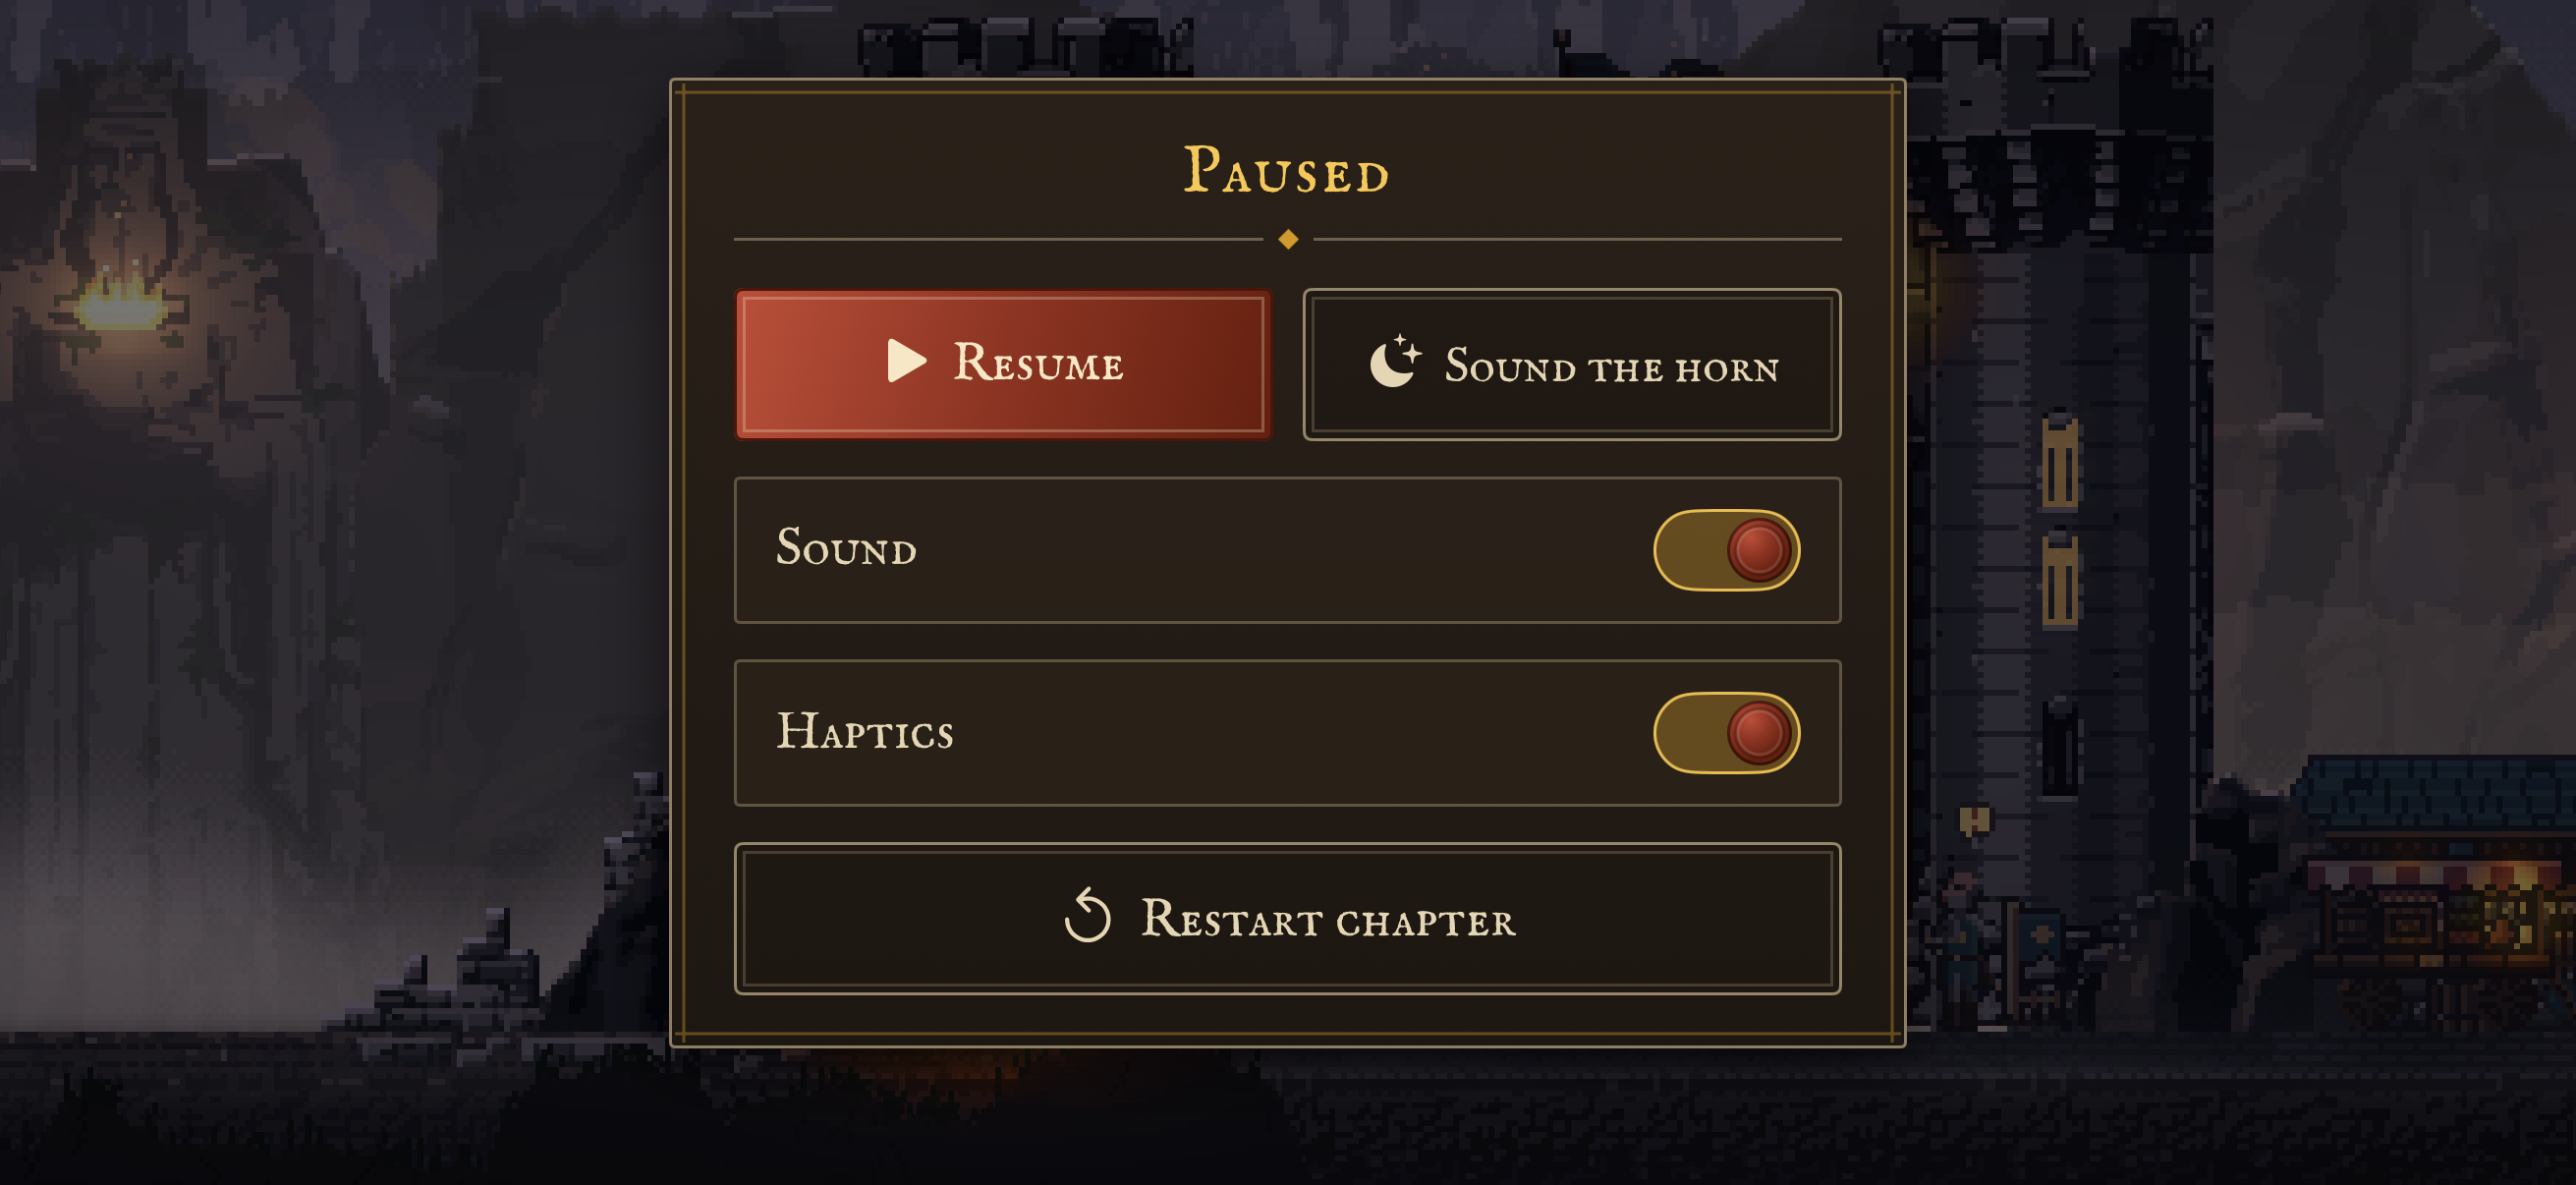 Paused
Resume
Sound the horn
Sound
Haptics
Restart chapter